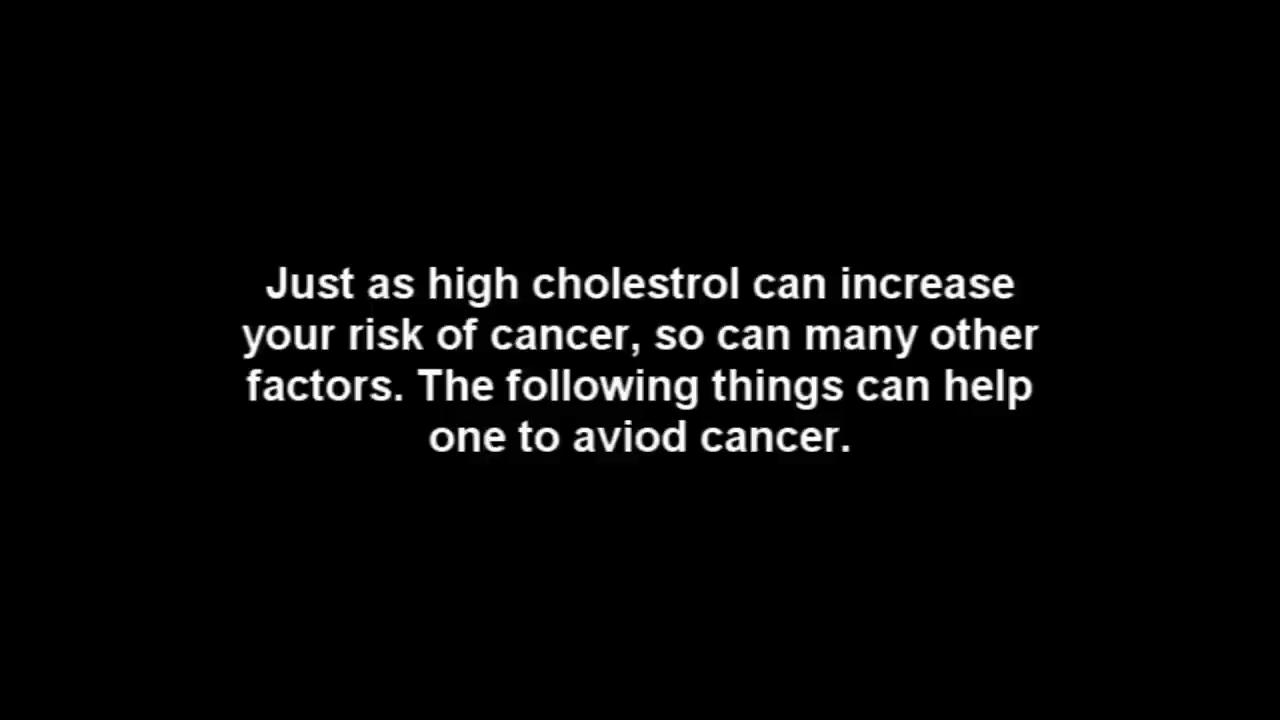 Just as high cholestrol can increase
your risk of cancer, so can many other
factors. The following things can help
one to aviod cancer.